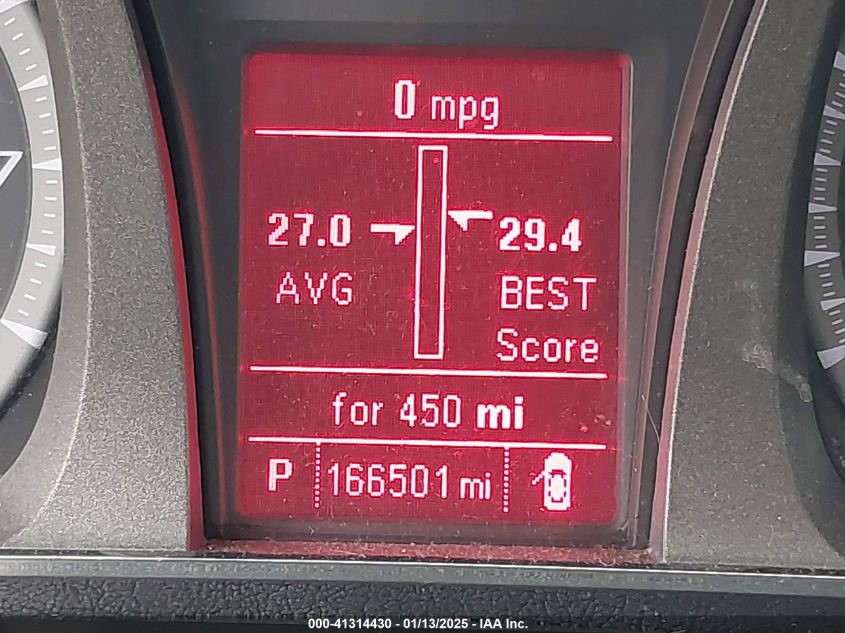 0 mpg
27.0 29.4
AVG BEST
Score
for 450 mi
P 166501 mi
000-41314430 - 01/13/2025 - IAA Inc.